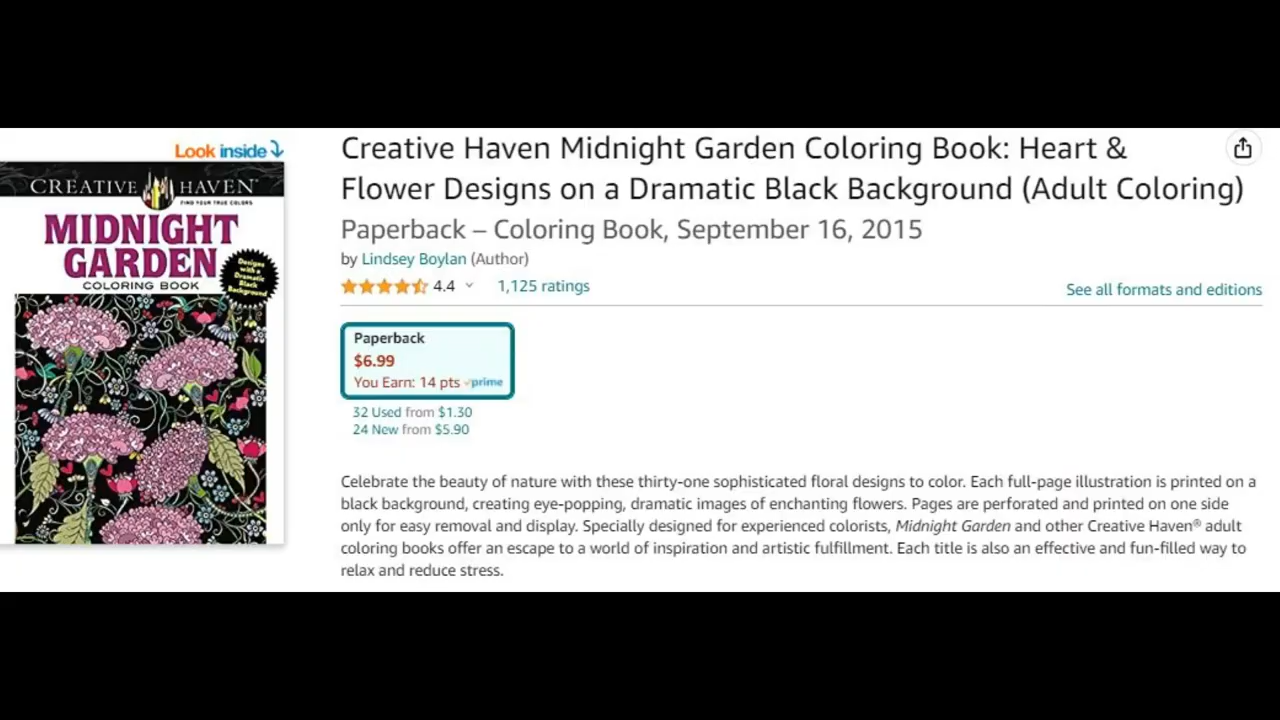 Look inside
CREATIVE HAVEN
FIND YOUR TRUE COLORS
MIDNIGHT
GARDEN
COLORING BOOK
Designs
with a
Dramatic
Black
Background
Creative Haven Midnight Garden Coloring Book: Heart &
Flower Designs on a Dramatic Black Background (Adult Coloring)
Paperback – Coloring Book, September 16, 2015
by Lindsey Boylan (Author)
4.4 1,125 ratings
See all formats and editions
Paperback
$6.99
You Earn: 14 pts prime
32 Used from $1.30
24 New from $5.90
Celebrate the beauty of nature with these thirty-one sophisticated floral designs to color. Each full-page illustration is printed on a
black background, creating eye-popping, dramatic images of enchanting flowers. Pages are perforated and printed on one side
only for easy removal and display. Specially designed for experienced colorists, Midnight Garden and other Creative Haven® adult
coloring books offer an escape to a world of inspiration and artistic fulfillment. Each title is also an effective and fun-filled way to
relax and reduce stress.